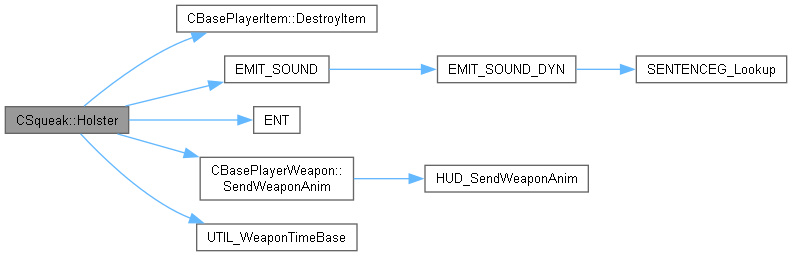 CBasePlayerItem::DestroyItem
EMIT_SOUND
EMIT_SOUND_DYN
SENTENCEG_Lookup
CSqueak::Holster
ENT
CBasePlayerWeapon::
SendWeaponAnim
HUD_SendWeaponAnim
UTIL_WeaponTimeBase